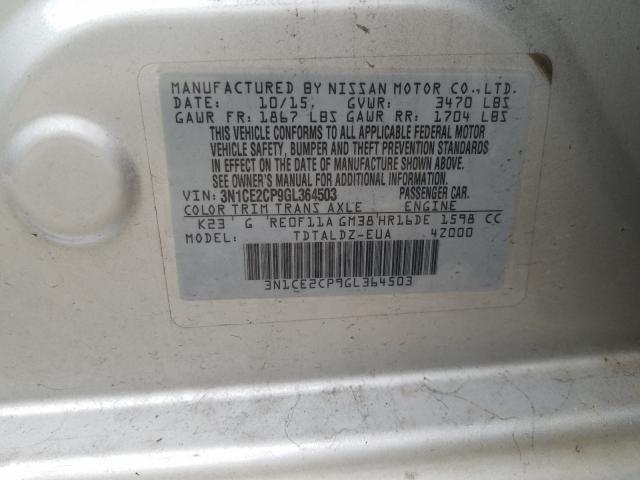 MANUFACTURED BY NISSAN MOTOR CO.,LTD.
DATE: 10/15. GVWR: 3470 LBS
GAWR FR: 1867 LBS GAWR RR: 1704 LBS
THIS VEHICLE CONFORMS TO ALL APPLICABLE FEDERAL MOTOR
VEHICLE SAFETY, BUMPER AND THEFT PREVENTION STANDARDS
IN EFFECT ON THE DATE OF MANUFACTURE SHOWN ABOVE.
SEE OWNER'S MANUAL FOR ADDITIONAL INFORMATION
VIN: 3N1CE2CP9GL364503 PASSENGER CAR.
COLOR TRIM TRANS AXLE ENGINE
K23 G RE0F11A GM38 HR16DE 1598 CC
MODEL: TDTALDZ-EUA 4Z000
3N1CE2CP9GL364503